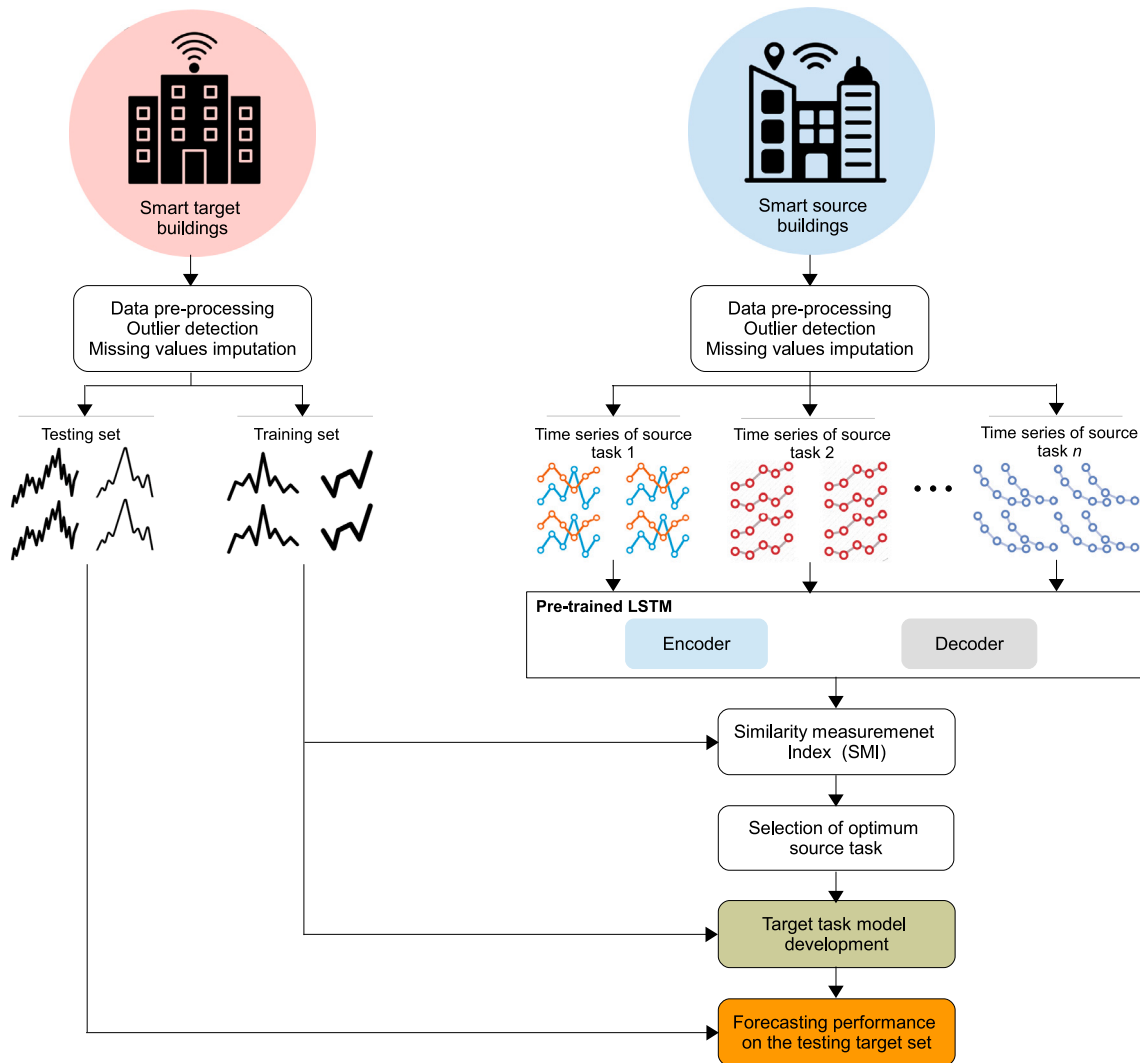 Smart target
buildings
Smart source
buildings
Data pre-processing
Outlier detection
Missing values imputation
Data pre-processing
Outlier detection
Missing values imputation
Testing set
Training set
Time series of source
task 1
Time series of source
task 2
Time series of source
task n
Pre-trained LSTM
Encoder
Decoder
Similarity measuremenet
Index (SMI)
Selection of optimum
source task
Target task model
development
Forecasting performance
on the testing target set